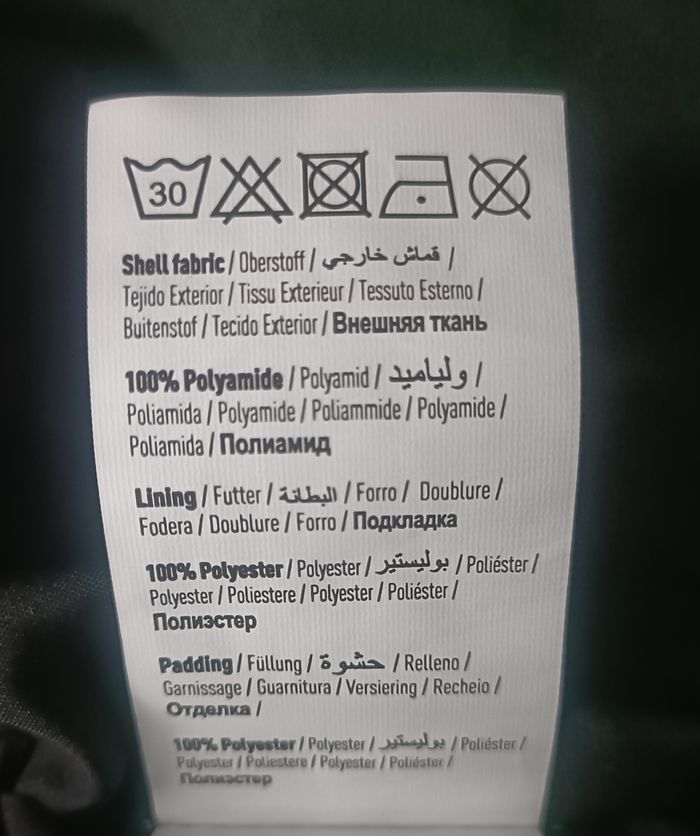 30
Shell fabric / Oberstoff / قماش خارجي /
Tejido Exterior / Tissu Exterieur / Tessuto Esterno /
Buitenstof / Tecido Exterior / Внешняя ткань
100% Polyamide / Polyamid / ولياميد /
Poliamida / Polyamide / Poliammide / Polyamide /
Poliamida / Полиамид
Lining / Futter / البطانة / Forro / Doublure /
Fodera / Doublure / Forro / Подкладка
100% Polyester / Polyester / بوليستير / Poliéster /
Polyester / Poliestere / Polyester / Poliéster /
Полиэстер
Padding / Füllung / حشوة / Relleno /
Garnissage / Guarnitura / Versiering / Recheio /
Отделка /
100% Polyester / Polyester / بوليستير / Poliéster /
Polyester / Poliestere / Polyester / Poliéster /
Полиэстер